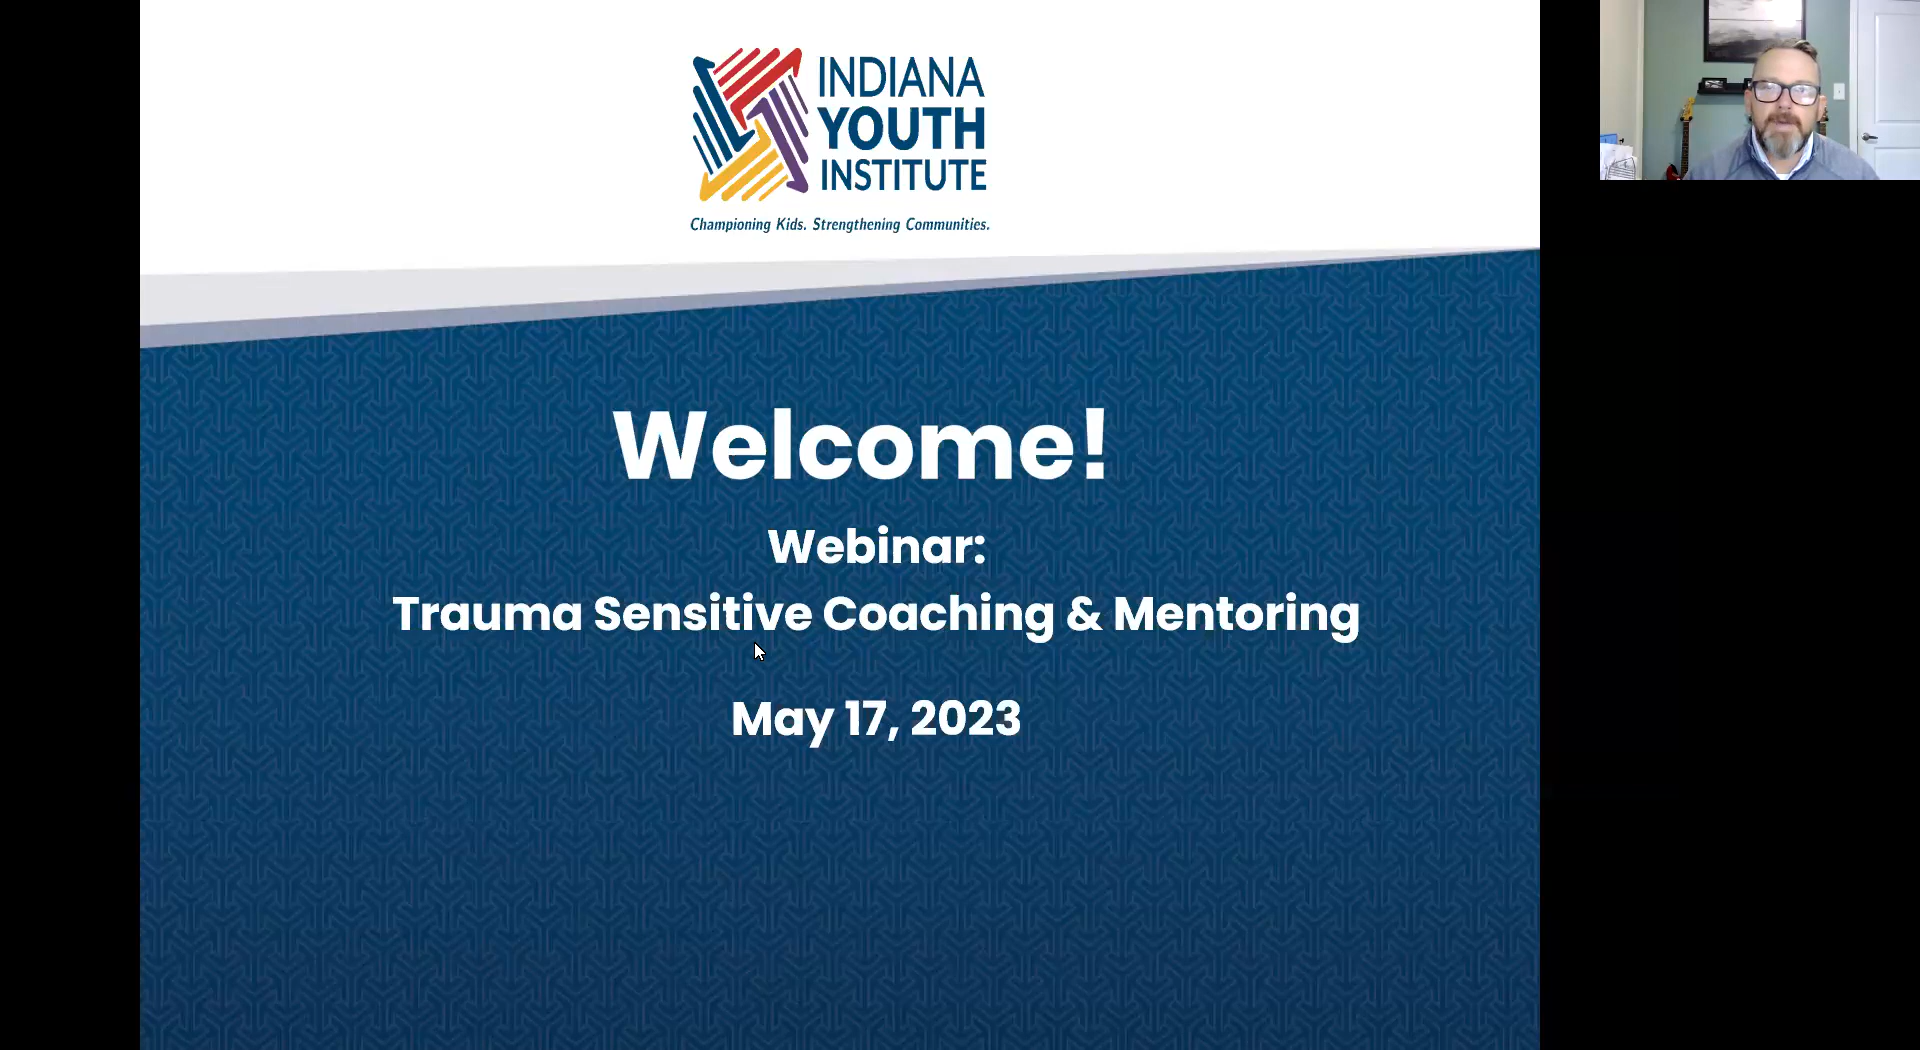 INDIANA
YOUTH
INSTITUTE
Championing Kids. Strengthening Communities.
Welcome!
Webinar:
Trauma Sensitive Coaching & Mentoring
May 17, 2023